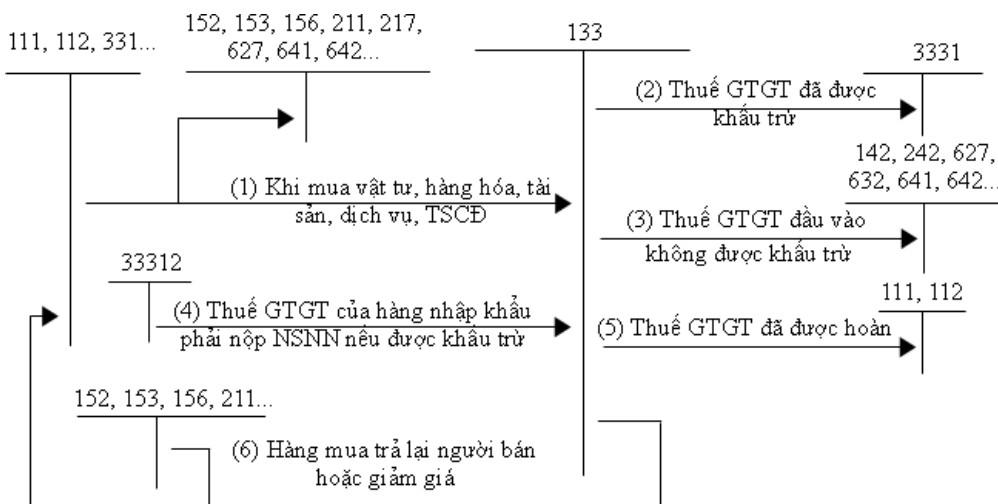 111, 112, 331...
152, 153, 156, 211, 217,
627, 641, 642...
133
3331
(2) Thuế GTGT đã được
khấu trừ
142, 242, 627,
632, 641, 642...
(1) Khi mua vật tư, hàng hóa, tài
sản, dịch vụ, TSCĐ
(3) Thuế GTGT đầu vào
không được khấu trừ
33312
(4) Thuế GTGT của hàng nhập khẩu
phải nộp NSNN nếu được khấu trừ
111, 112
(5) Thuế GTGT đã được hoàn
152, 153, 156, 211...
(6) Hàng mua trả lại người bán
hoặc giảm giá